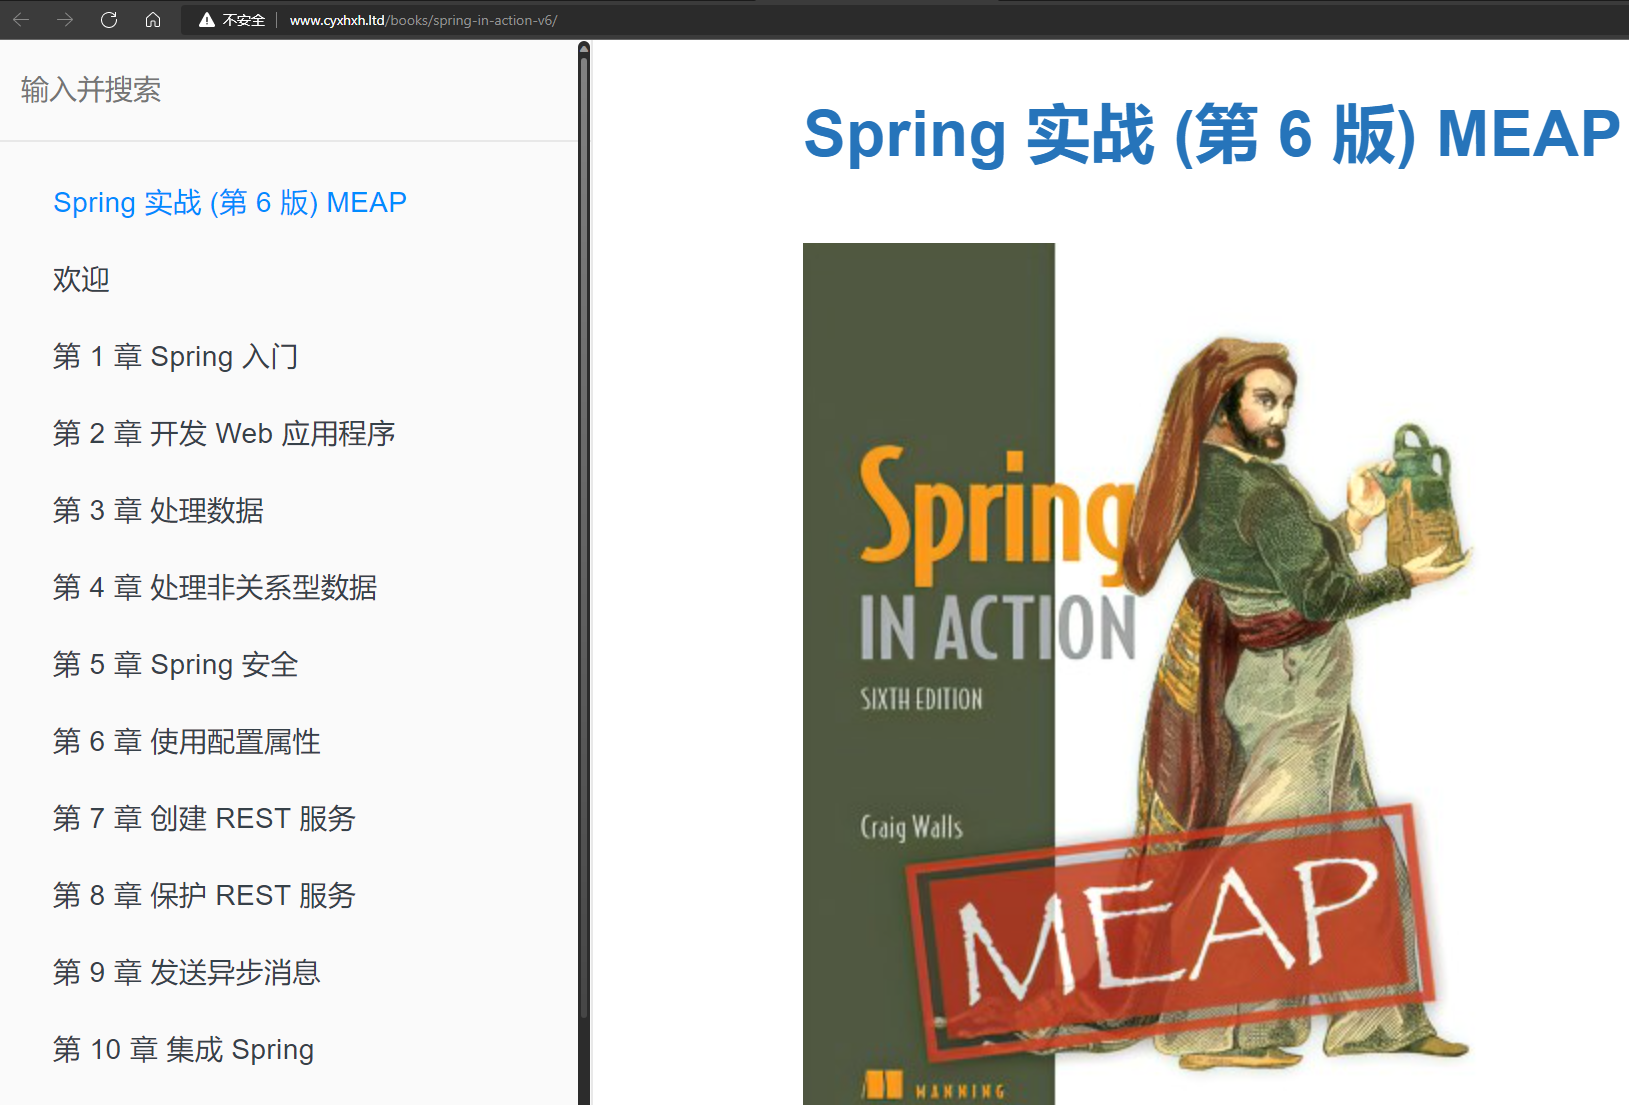 不安全 www.cyxhxh.ltd/books/spring-in-action-v6/
输入并搜索
Spring 实战 (第 6 版) MEAP
欢迎
第 1 章 Spring 入门
第 2 章 开发 Web 应用程序
第 3 章 处理数据
第 4 章 处理非关系型数据
第 5 章 Spring 安全
第 6 章 使用配置属性
第 7 章 创建 REST 服务
第 8 章 保护 REST 服务
第 9 章 发送异步消息
第 10 章 集成 Spring
Spring 实战 (第 6 版) MEAP
Spring
IN ACTION
SIXTH EDITION
Craig Walls
MEAP
MANNING